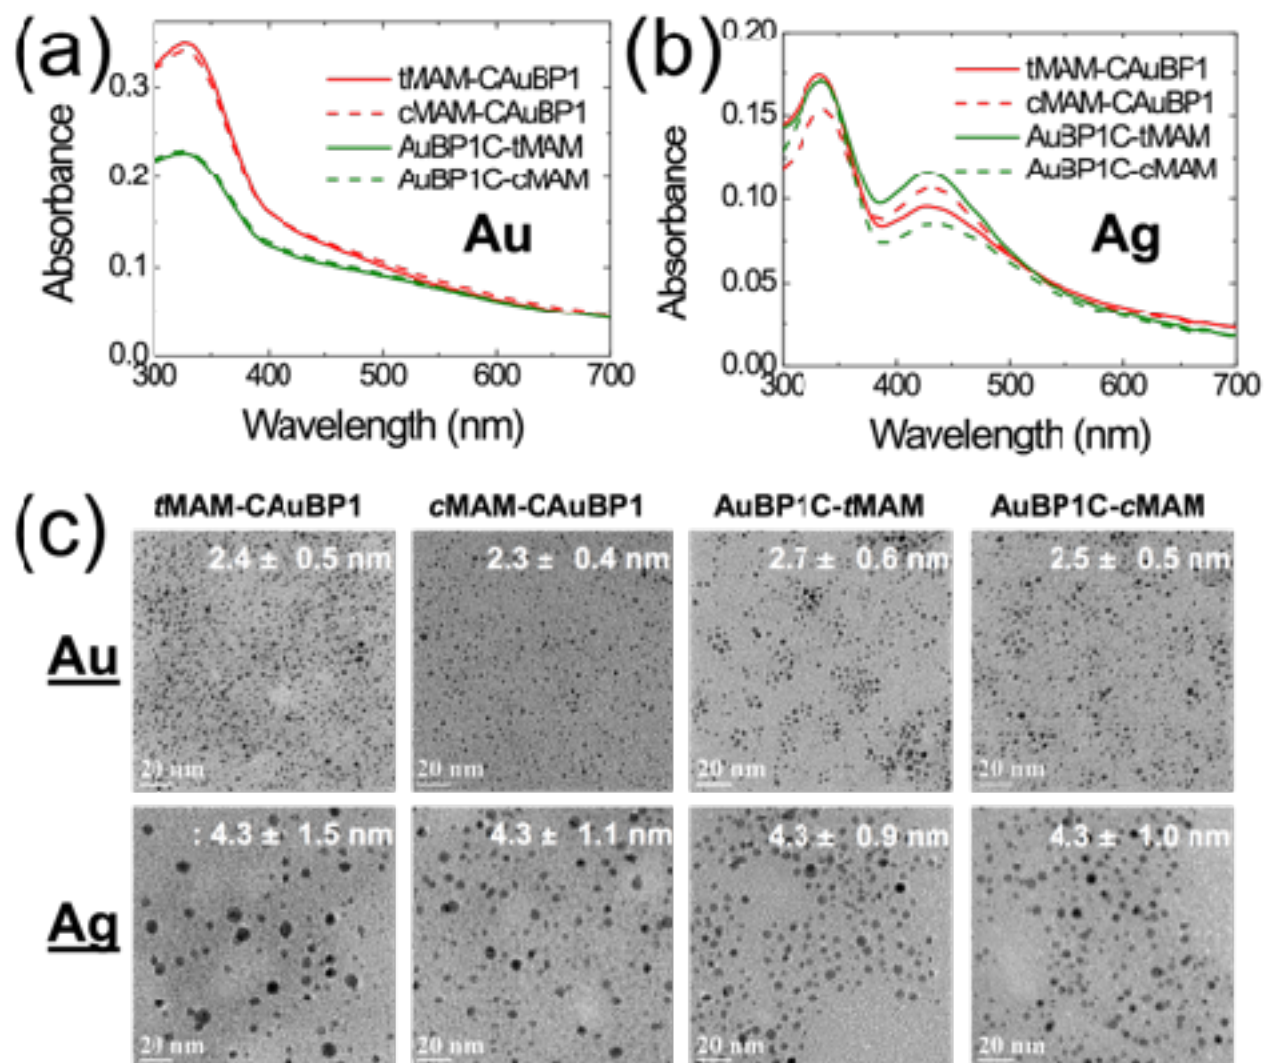 (a)
0.3
0.2
0.1
0.0
300 400 500 600 700
Absorbance
Wavelength (nm)
tMAM-CAuBP1
cMAM-CAuBP1
AuBP1C-tMAM
AuBP1C-cMAM
Au
(b)
0.20
0.15
0.10
0.05
0.00
300 400 500 600 700
Absorbance
Wavelength (nm)
tMAM-CAuBP1
cMAM-CAuBP1
AuBP1C-tMAM
AuBP1C-cMAM
Ag
(c)
tMAM-CAuBP1 cMAM-CAuBP1 AuBP1C-tMAM AuBP1C-cMAM
Au
2.4 ± 0.5 nm 2.3 ± 0.4 nm 2.7 ± 0.6 nm 2.5 ± 0.5 nm
20 nm 20 nm 20 nm 20 nm
Ag
: 4.3 ± 1.5 nm 4.3 ± 1.1 nm 4.3 ± 0.9 nm 4.3 ± 1.0 nm
20 nm 20 nm 20 nm 20 nm